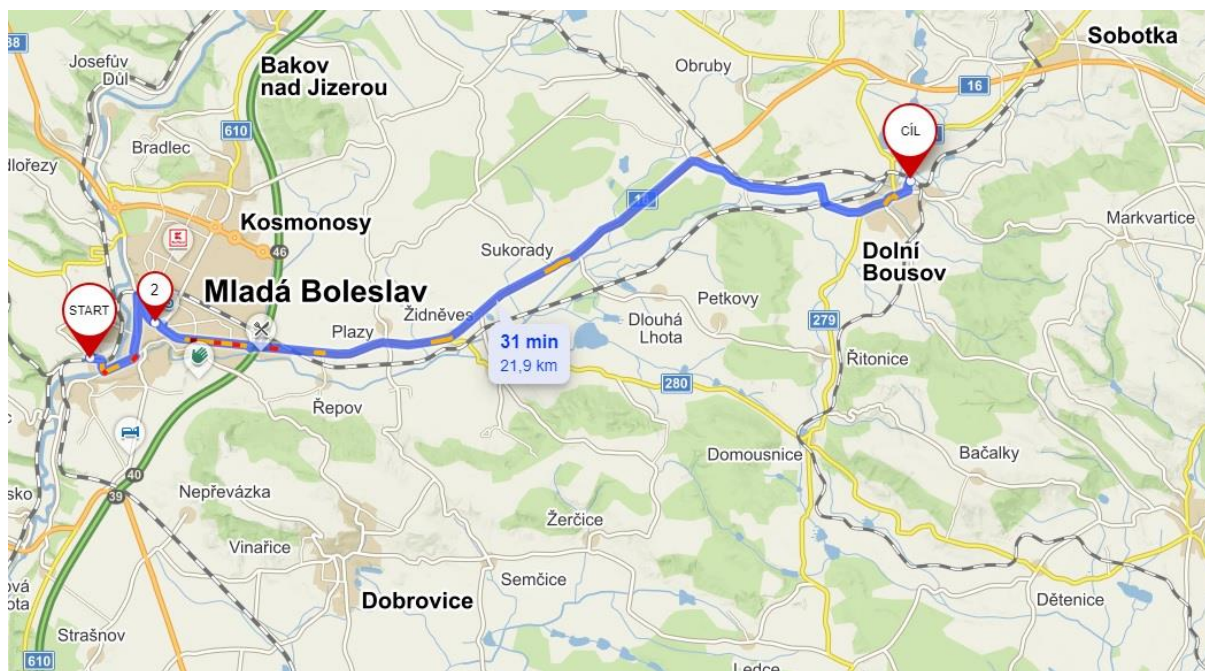 38
Josefův
Důl
Bakov
nad Jizerou
Obruby
Sobotka
16
610
Bradlec
CÍL
Kosmonosy
46
Sukorady
Markvartice
START
2
Mladá Boleslav
Židněves
Plazy
Dolní
Bousov
Petkovy
31 min
21,9 km
Dlouhá
Lhota
279
Řitonice
280
Řepov
Domousnice
Bačalky
40
39
Nepřevázka
Žerčice
Vinařice
Semčice
Dobrovice
Dětenice
Strašnov
610